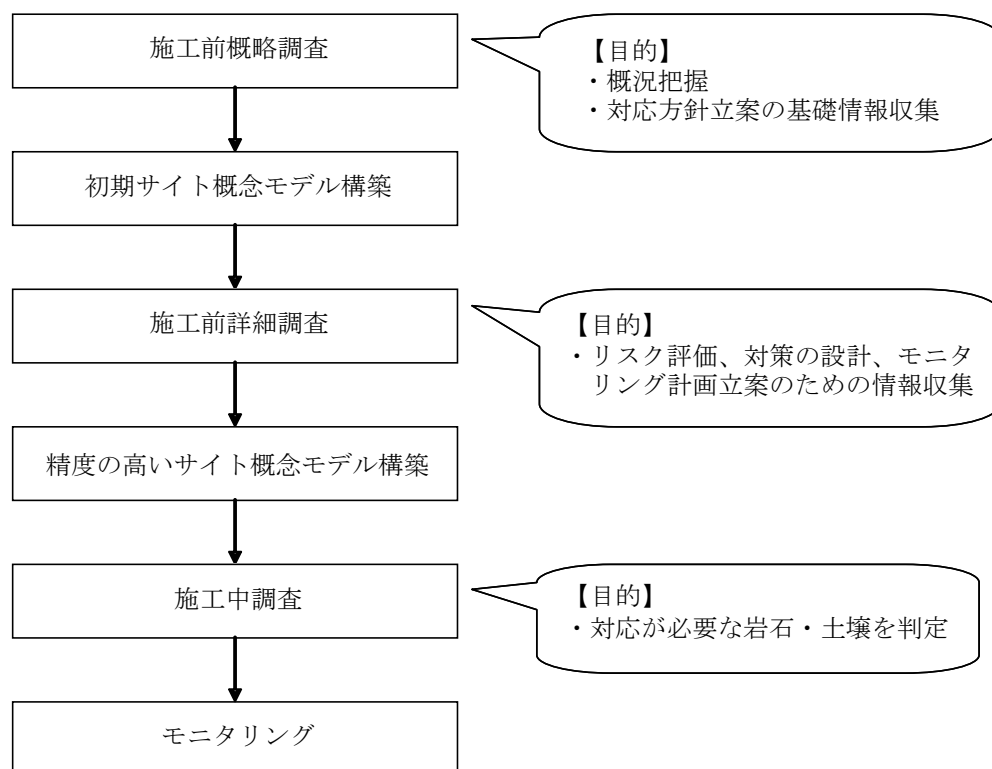 施工前概略調査
【目的】
・概況把握
・対応方針立案の基礎情報収集
初期サイト概念モデル構築
施工前詳細調査
【目的】
・リスク評価、対策の設計、モニタ
リング計画立案のための情報収集
精度の高いサイト概念モデル構築
施工中調査
【目的】
・対応が必要な岩石・土壌を判定
モニタリング